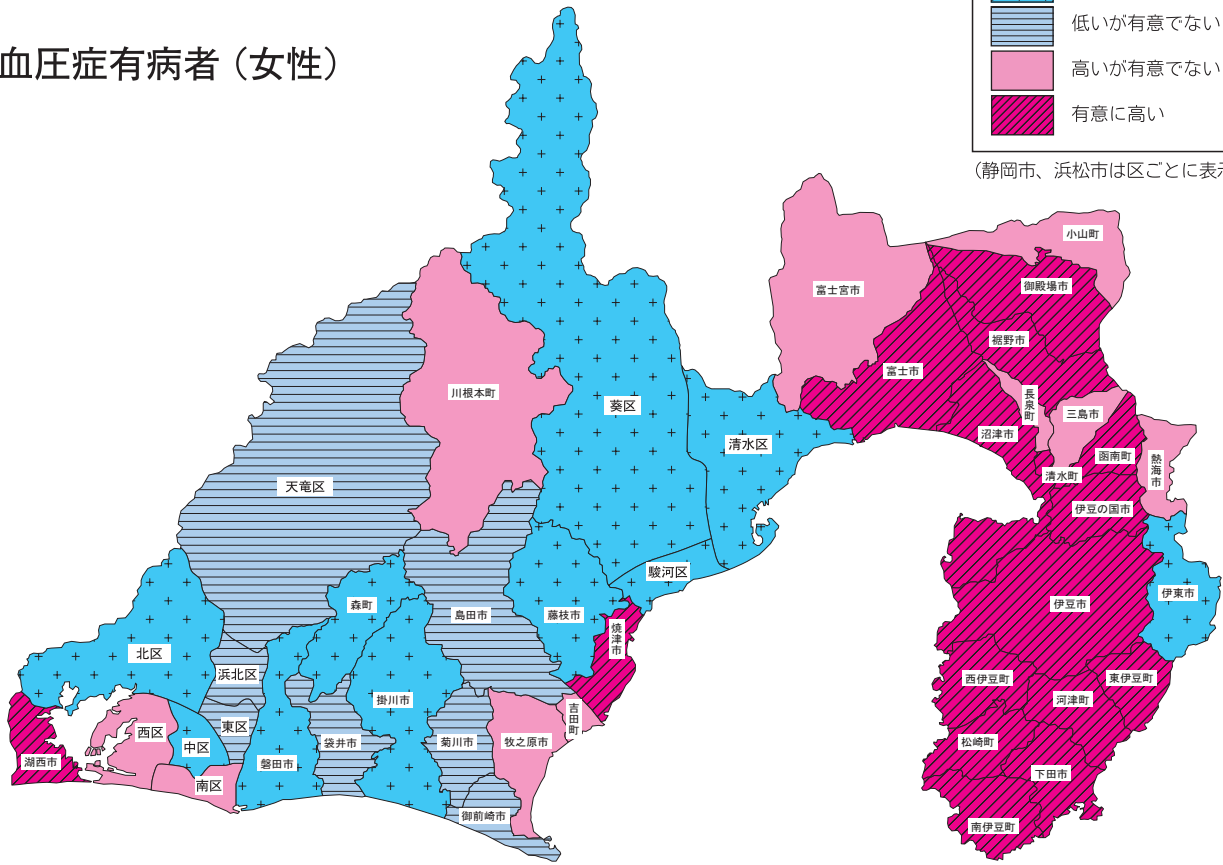 血圧症有病者（女性）
低いが有意でない
高いが有意でない
有意に高い
（静岡市、浜松市は区ごとに表示
小山町
御殿場市
富士宮市
裾野市
富士市
長泉町
三島市
沼津市
函南町
熱海市
清水町
伊豆の国市
川根本町
葵区
清水区
天竜区
駿河区
伊東市
伊豆市
森町
島田市
藤枝市
焼津市
北区
浜北区
西伊豆町
東伊豆町
掛川市
河津町
吉田町
西区
東区
中区
袋井市
菊川市
牧之原市
松崎町
湖西市
磐田市
下田市
南区
御前崎市
南伊豆町